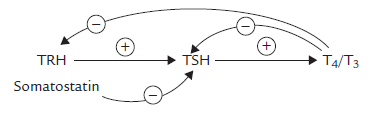 − −
+ +
TRH TSH T₄/T₃
Somatostatin
−